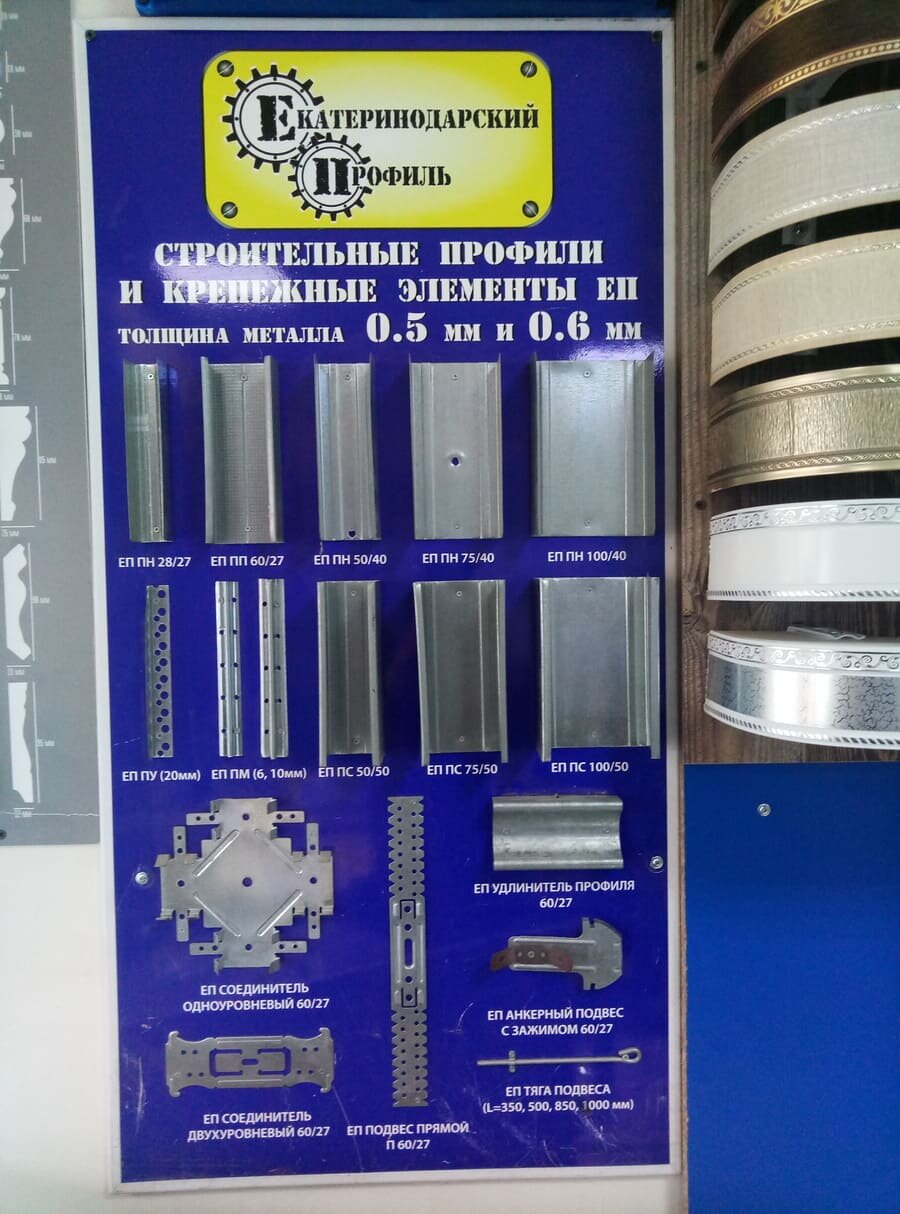 Екатеринодарский
Профиль
СТРОИТЕЛЬНЫЕ ПРОФИЛИ
И КРЕПЕЖНЫЕ ЭЛЕМЕНТЫ ЕП
ТОЛЩИНА МЕТАЛЛА 0.5 ММ И 0.6 ММ
ЕП ПН 28/27 ЕП ПП 60/27 ЕП ПН 50/40 ЕП ПН 75/40 ЕП ПН 100/40
ЕП ПУ (20мм) ЕП ПМ (6, 10мм) ЕП ПС 50/50 ЕП ПС 75/50 ЕП ПС 100/50
ЕП УДЛИНИТЕЛЬ ПРОФИЛЯ
60/27
ЕП СОЕДИНИТЕЛЬ
ОДНОУРОВНЕВЫЙ 60/27
ЕП АНКЕРНЫЙ ПОДВЕС
С ЗАЖИМОМ 60/27
ЕП ТЯГА ПОДВЕСА
(L=350, 500, 850, 1000 мм)
ЕП СОЕДИНИТЕЛЬ
ДВУХУРОВНЕВЫЙ 60/27
ЕП ПОДВЕС ПРЯМОЙ
П 60/27